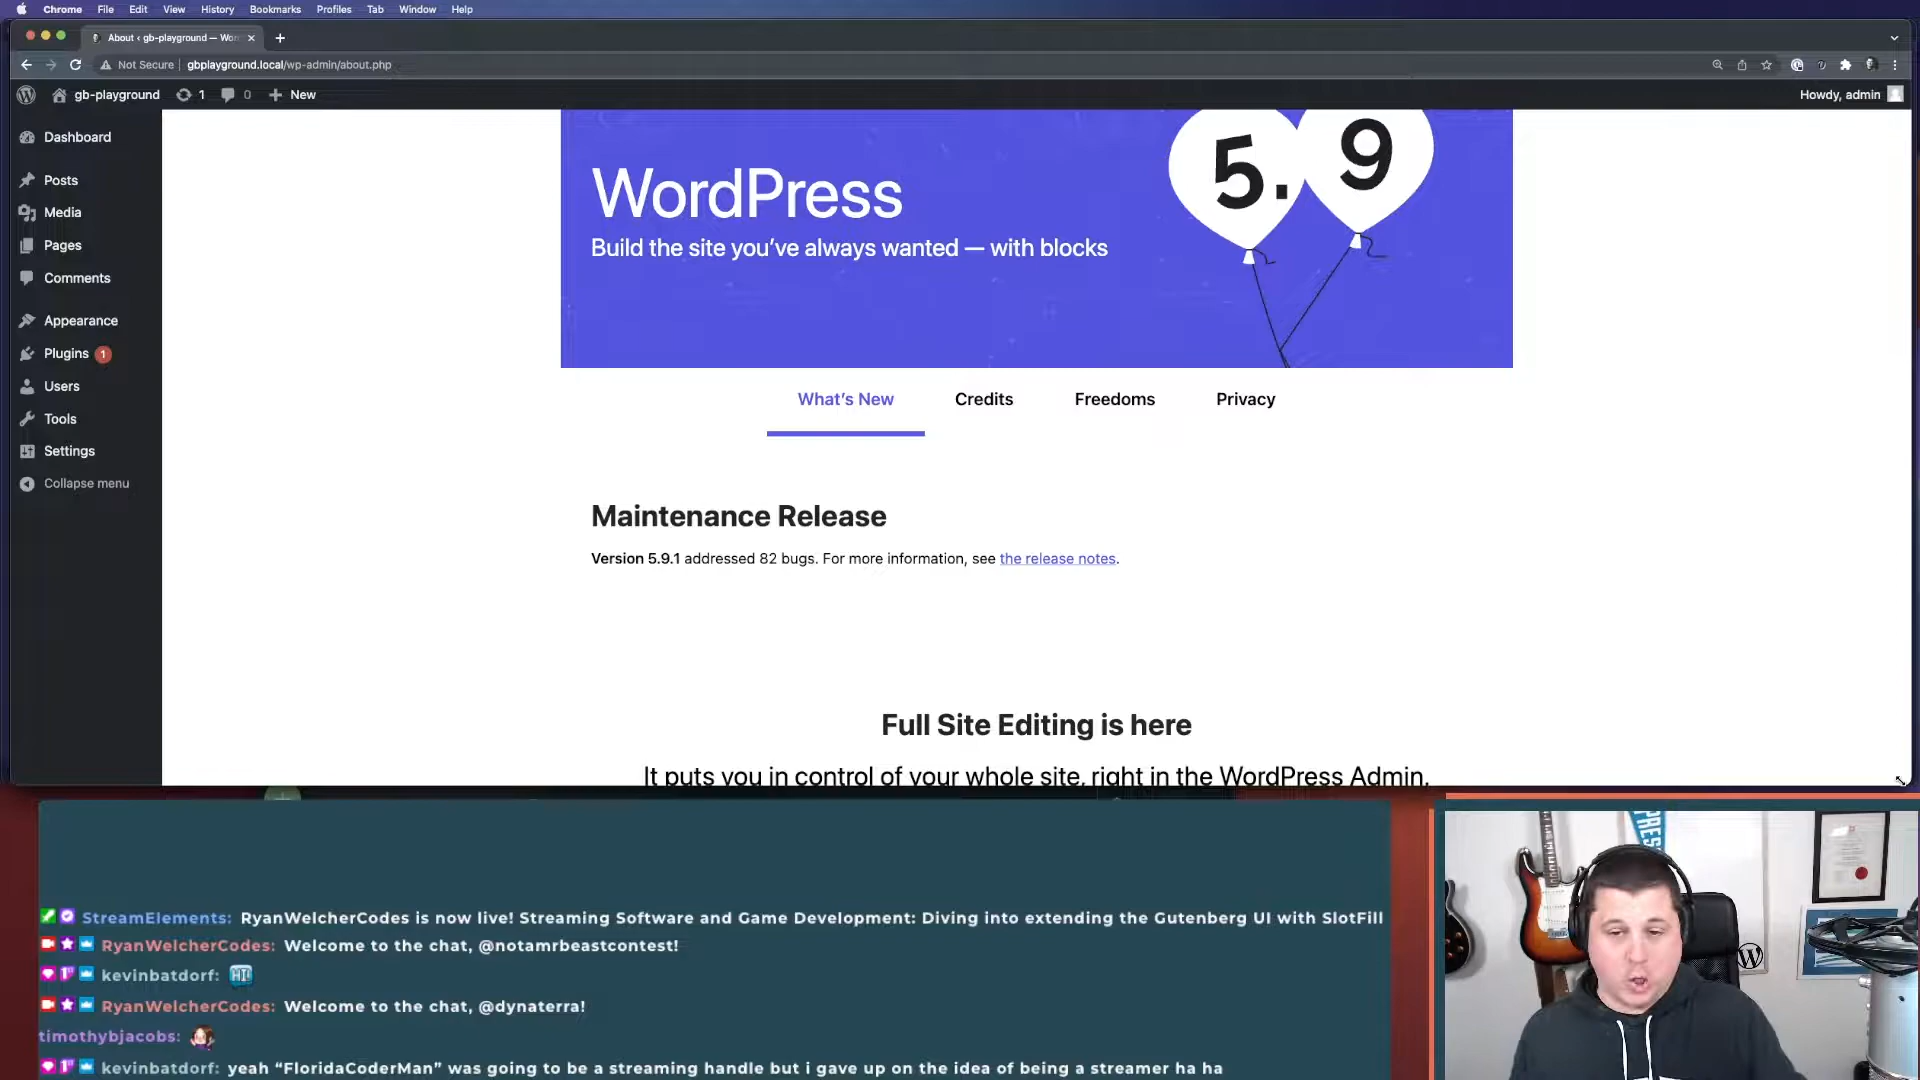 Chrome File Edit View History Bookmarks Profiles Tab Window Help
About ‹ gb-playground — Wor
Not Secure gbplayground.local/wp-admin/about.php
gb-playground 1 0 New Howdy, admin
Dashboard
Posts
Media
Pages
Comments
Appearance
Plugins 1
Users
Tools
Settings
Collapse menu
5.9
WordPress
Build the site you’ve always wanted — with blocks
What’s New Credits Freedoms Privacy
Maintenance Release
Version 5.9.1 addressed 82 bugs. For more information, see the release notes.
Full Site Editing is here
It puts you in control of your whole site, right in the WordPress Admin.
StreamElements: RyanWelcherCodes is now live! Streaming Software and Game Development: Diving into extending the Gutenberg UI with SlotFill
RyanWelcherCodes: Welcome to the chat, @notamrbeastcontest!
kevinbatdorf: HI
RyanWelcherCodes: Welcome to the chat, @dynaterra!
timothybjacobs:
kevinbatdorf: yeah “FloridaCoderMan” was going to be a streaming handle but i gave up on the idea of being a streamer ha ha
PRESS